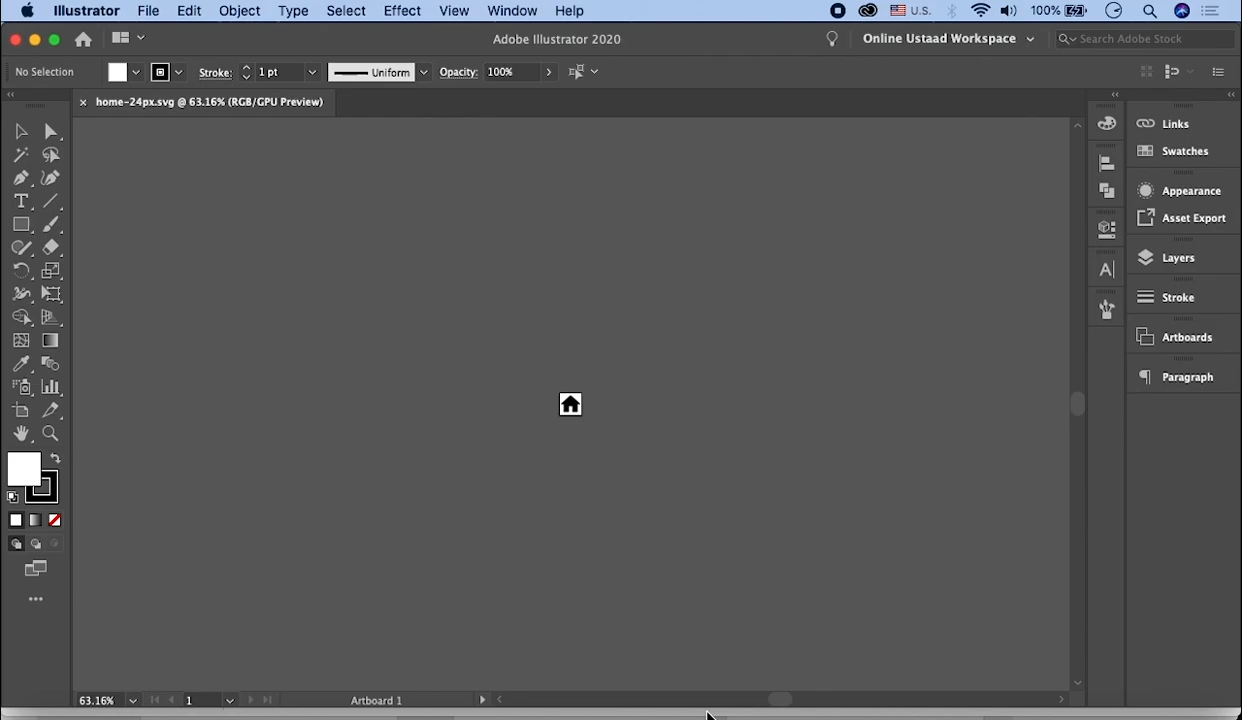 Illustrator File Edit Object Type Select Effect View Window Help U.S. 100%
Adobe Illustrator 2020 Online Ustaad Workspace Search Adobe Stock
No Selection Stroke: 1 pt Uniform Opacity: 100%
home-24px.svg @ 63.16% (RGB/GPU Preview)
Links
Swatches
Appearance
Asset Export
Layers
Stroke
Artboards
Paragraph
63.16% 1 Artboard 1